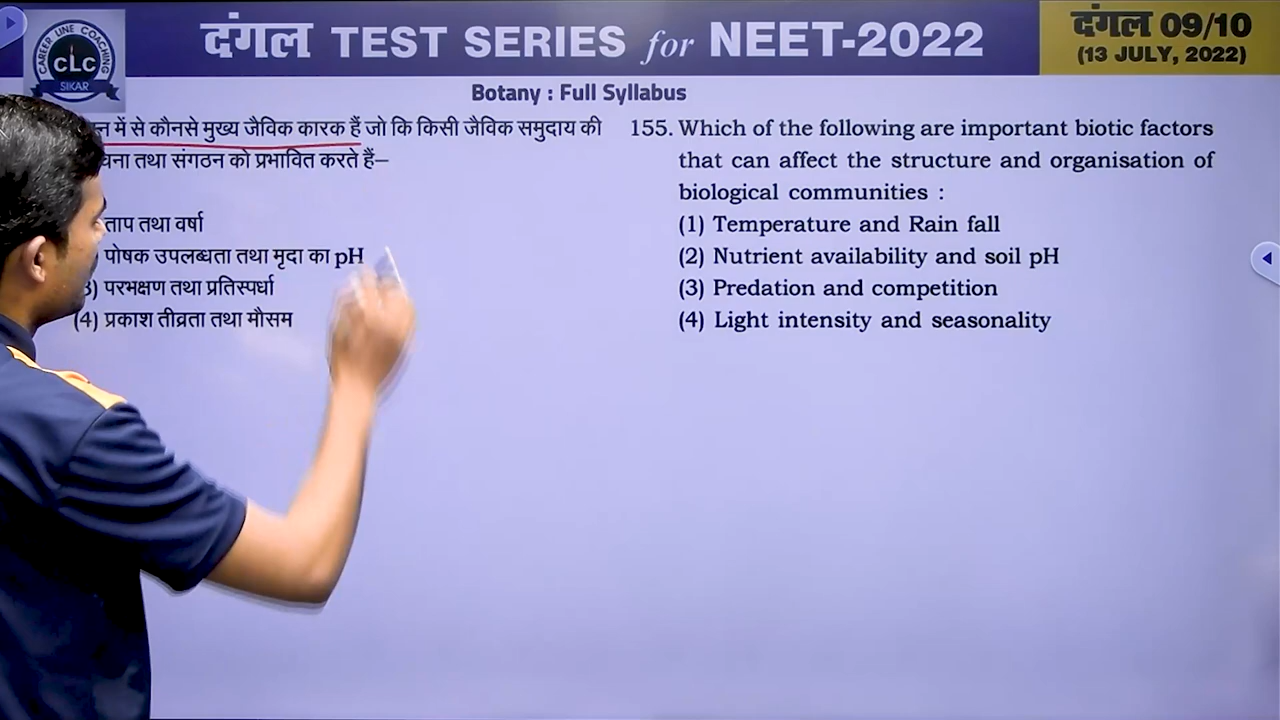 CAREER LINE COACHING
CLC
SIKAR
दंगल TEST SERIES for NEET-2022
दंगल 09/10
(13 JULY, 2022)
Botany : Full Syllabus
में से कौनसे मुख्य जैविक कारक हैं जो कि किसी जैविक समुदाय की
तथा संगठन को प्रभावित करते हैं–
ताप तथा वर्षा
पोषक उपलब्धता तथा मृदा का pH
3) परभक्षण तथा प्रतिस्पर्धा
(4) प्रकाश तीव्रता तथा मौसम
155. Which of the following are important biotic factors
that can affect the structure and organisation of
biological communities :
(1) Temperature and Rain fall
(2) Nutrient availability and soil pH
(3) Predation and competition
(4) Light intensity and seasonality